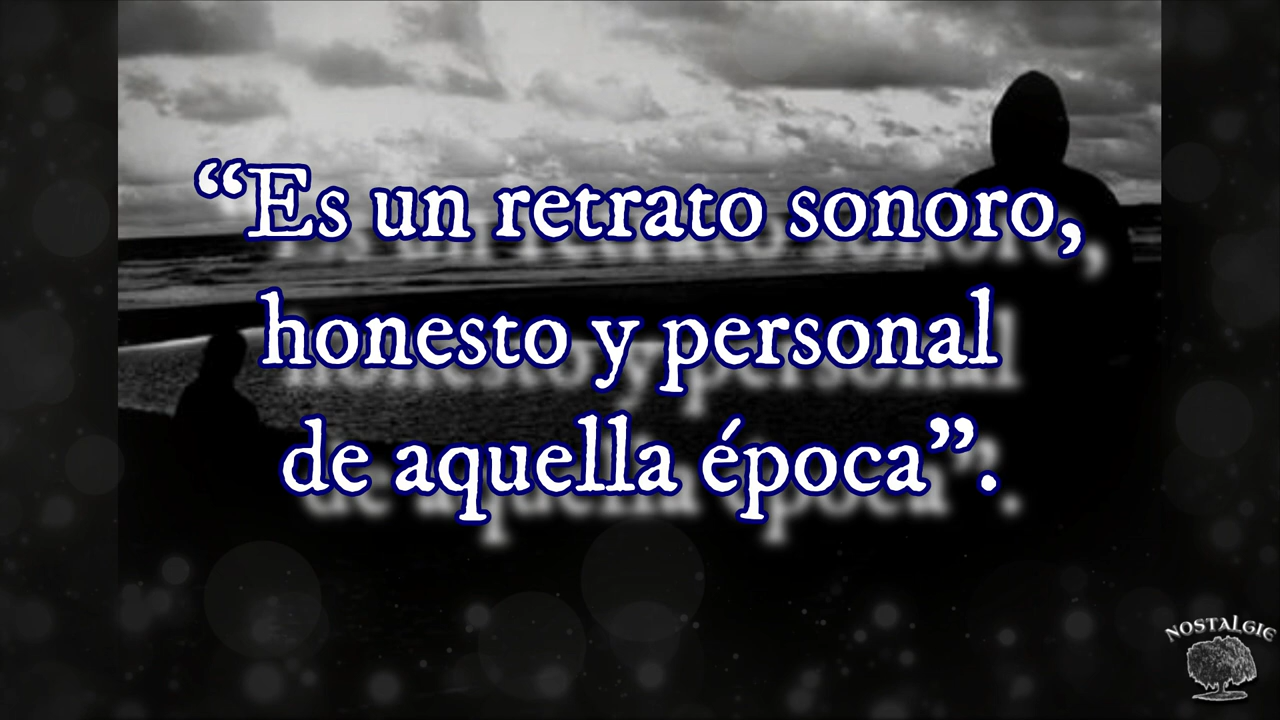 “Es un retrato sonoro,
honesto y personal
de aquella época”.
NOSTALGIE